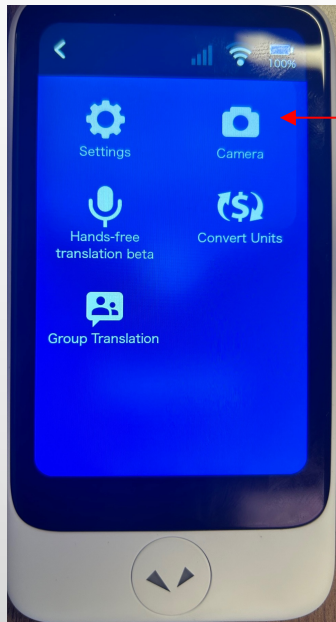 100%
Settings
Camera
Hands-free
translation beta
Convert Units
Group Translation